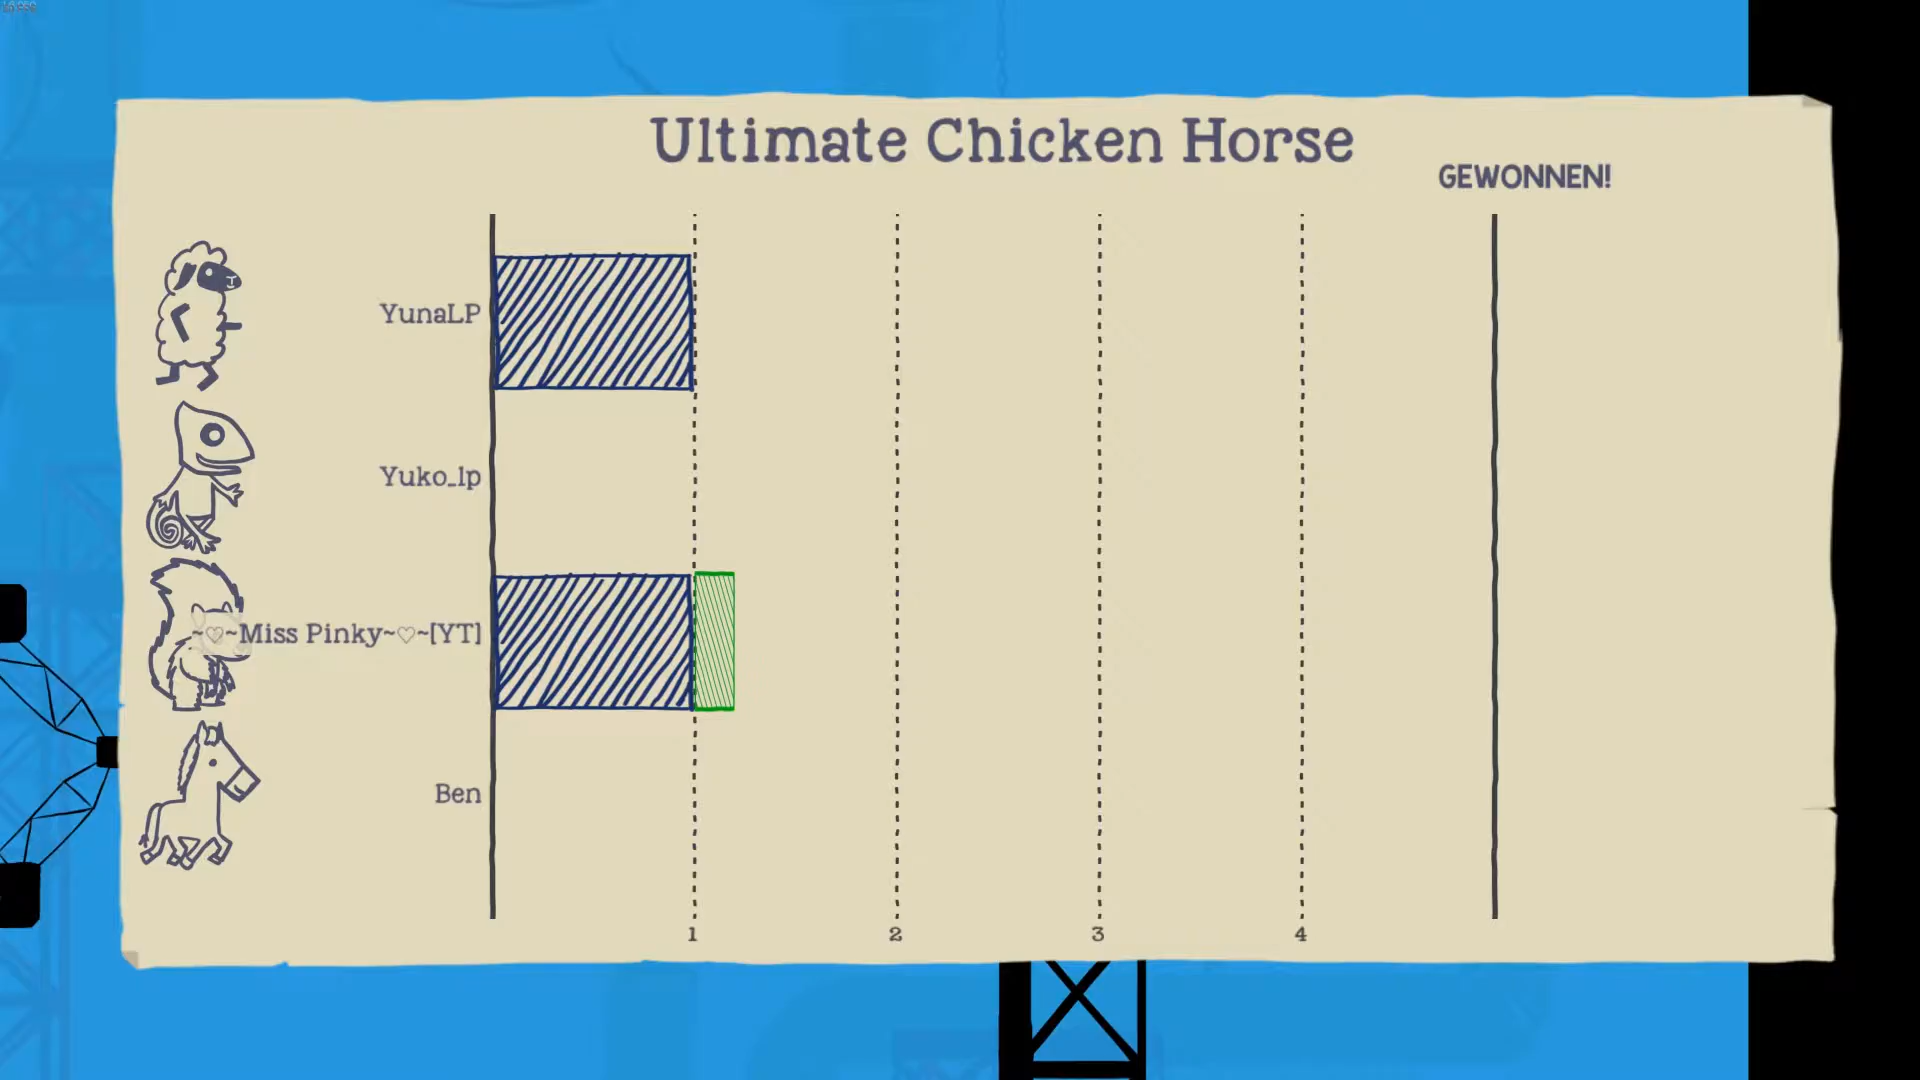 Ultimate Chicken Horse
GEWONNEN!
YunaLP
Yuko_lp
~♡~Miss Pinky~♡~[YT]
Ben
1 2 3 4